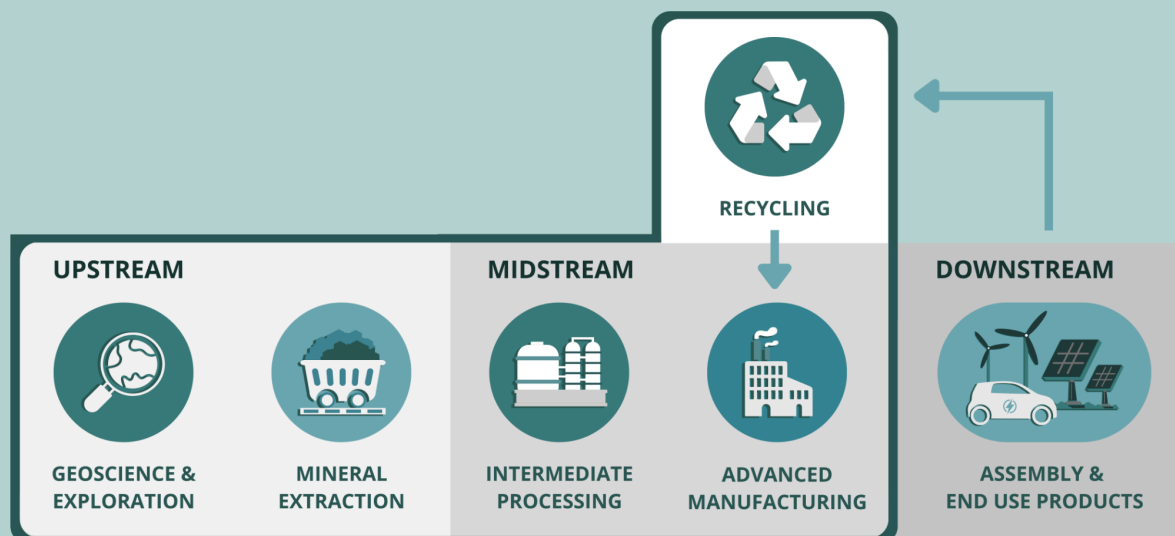 RECYCLING
UPSTREAM
MIDSTREAM
DOWNSTREAM
GEOSCIENCE &
EXPLORATION
MINERAL
EXTRACTION
INTERMEDIATE
PROCESSING
ADVANCED
MANUFACTURING
ASSEMBLY &
END USE PRODUCTS